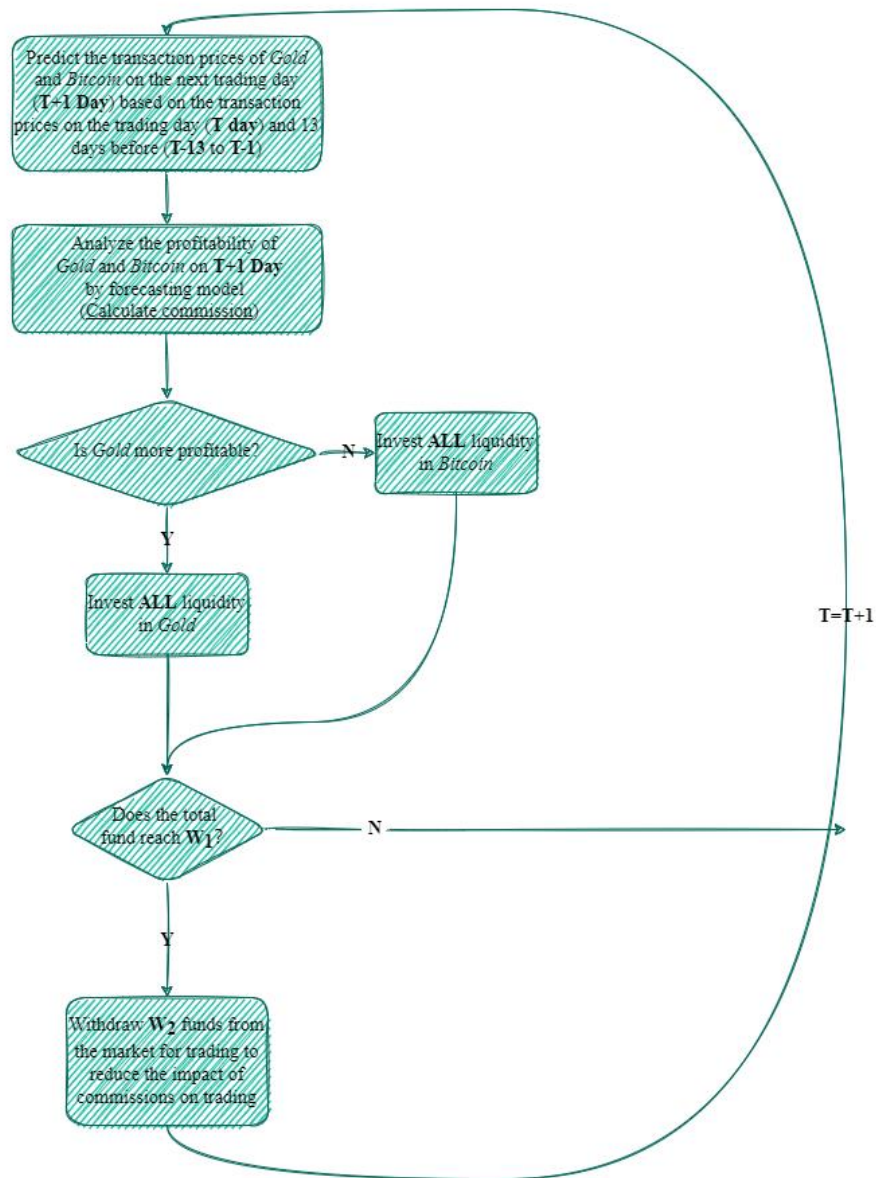 Predict the transaction prices of Gold
and Bitcoin on the next trading day
(T+1 Day) based on the transaction
prices on the trading day (T day) and 13
days before (T-13 to T-1)
Analyze the profitability of
Gold and Bitcoin on T+1 Day
by forecasting model
(Calculate commission)
Is Gold more profitable?
N
Invest ALL liquidity
in Bitcoin
Y
Invest ALL liquidity
in Gold
T=T+1
Does the total
fund reach W1?
N
Y
Withdraw W2 funds from
the market for trading to
reduce the impact of
commissions on trading